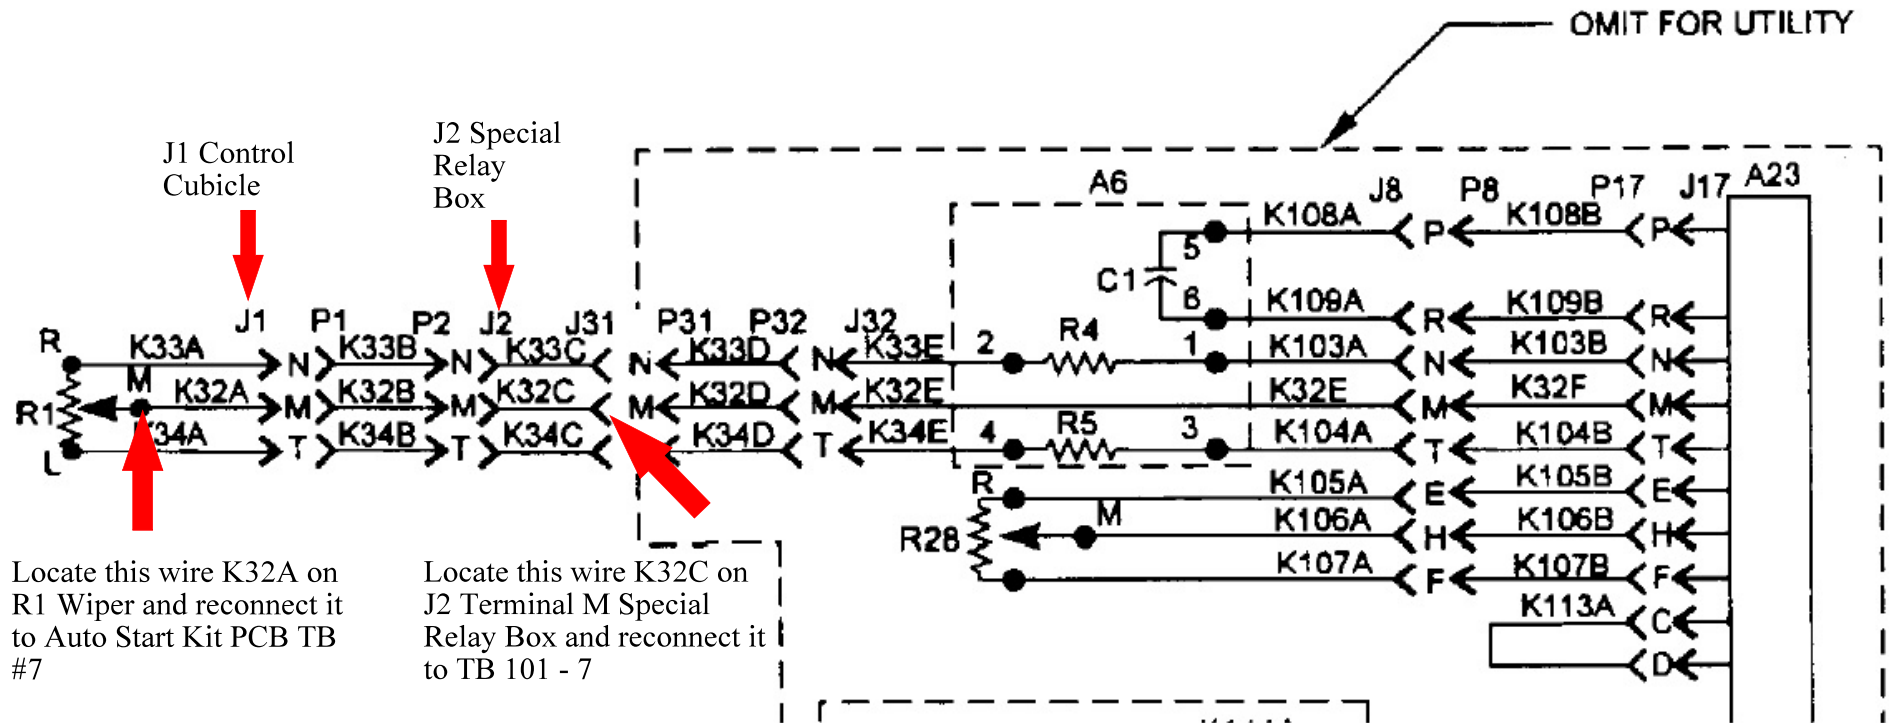 OMIT FOR UTILITY
J1 Control
Cubicle
J2 Special
Relay
Box
A6
J8
P8
P17
J17
A23
K108A
P
K108B
P
5
C1
6
K109A
R
K109B
R
J1
P1
P2
J2
J31
P31
P32
J32
R
K33A
N
K33B
N
K33C
N
K33D
N
K33E
2
R4
1
K103A
N
K103B
N
M
R1
K32A
M
K32B
M
K32C
M
K32D
M
K32E
K32E
M
K32F
M
L
K34A
T
K34B
T
K34C
K34D
T
K34E
4
R5
3
K104A
T
K104B
T
R
K105A
E
K105B
E
R28
M
K106A
H
K106B
H
K107A
F
K107B
F
K113A
C
D
Locate this wire K32A on
R1 Wiper and reconnect it
to Auto Start Kit PCB TB
#7
Locate this wire K32C on
J2 Terminal M Special
Relay Box and reconnect it
to TB 101 - 7